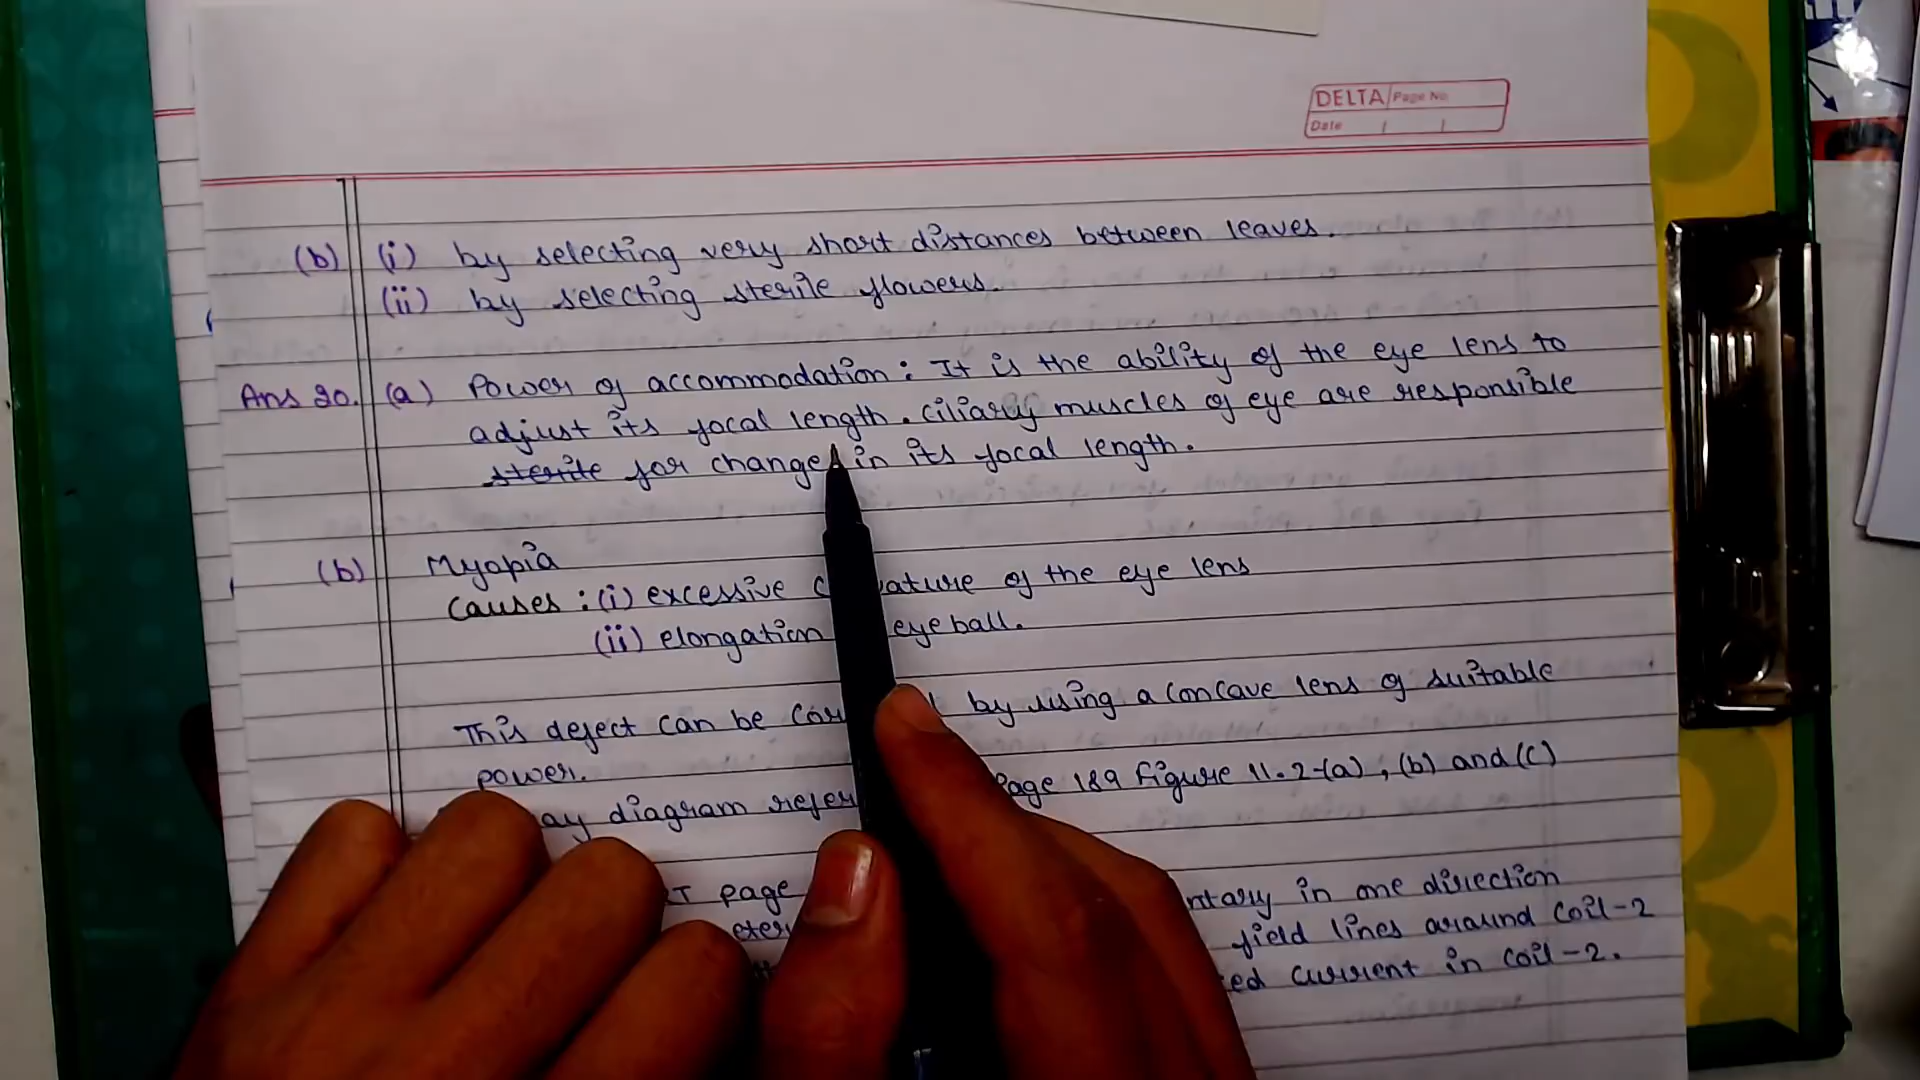 DELTA Page No.
Date
(b) (i) by selecting very short distances between leaves.
(ii) by selecting sterile flowers.
Ans 20. (a) Power of accommodation : It is the ability of the eye lens to
adjust its focal length. Ciliary muscles of eye are responsible
sterile for change in its focal length.
(b) Myopia
Causes : (i) excessive of the eye lens
(ii) elongation eyeball.
This defect can be by using a concave lens of suitable
power.
diagram refer Page 189 Figure 11.2-(a), (b) and (c)
page in one direction
field lines around Coil-2
current in Coil-2.